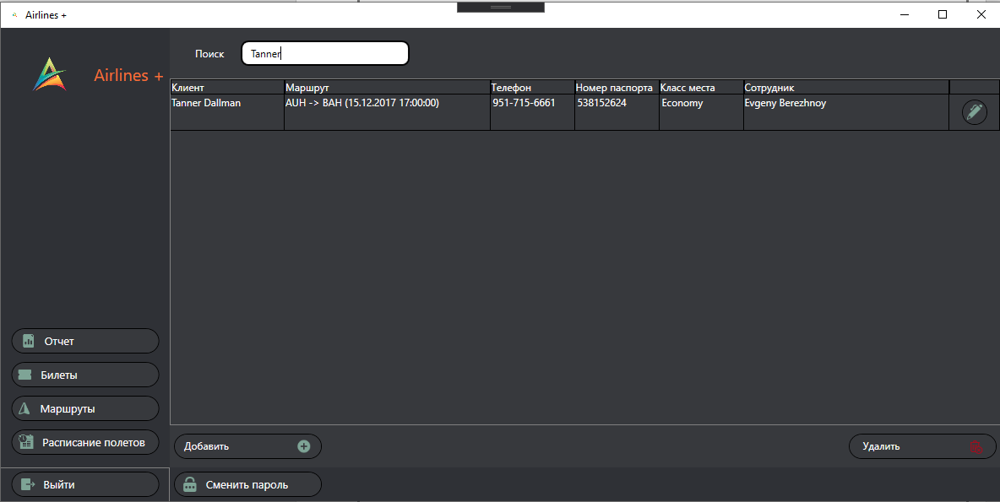 Airlines +
Airlines +
Поиск Tanner
Клиент Маршрут Телефон Номер паспорта Класс места Сотрудник
Tanner Dallman AUH -> BAH (15.12.2017 17:00:00) 951-715-6661 538152624 Economy Evgeny Berezhnoy
Отчет
Билеты
Маршруты
Расписание полетов
Добавить Удалить
Выйти Сменить пароль